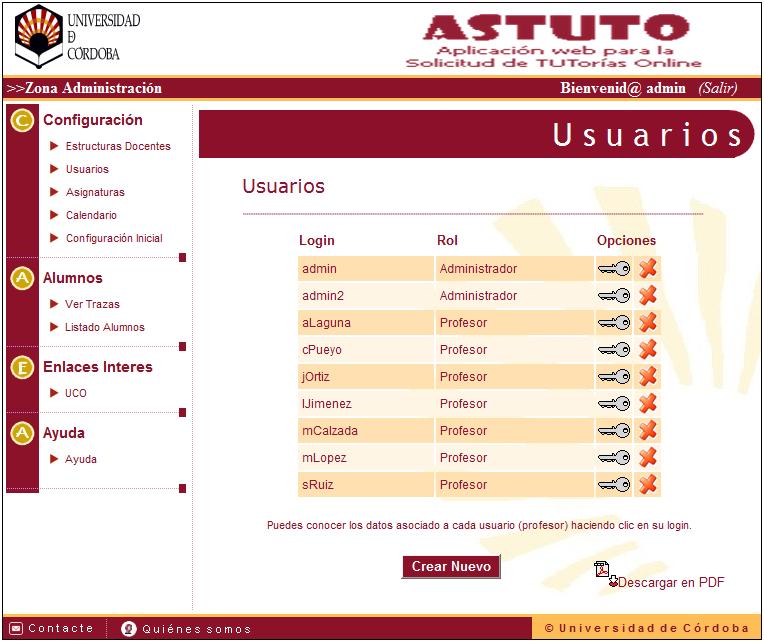 UNIVERSIDAD
Ð
CÓRDOBA
ASTUTO
Aplicación web para la
Solicitud de TUTorías Online
>>Zona Administración
Bienvenid@ admin (Salir)
C Configuración
Estructuras Docentes
Usuarios
Asignaturas
Calendario
Configuración Inicial
A Alumnos
Ver Trazas
Listado Alumnos
E Enlaces Interes
UCO
A Ayuda
Ayuda
Usuarios
Usuarios
Login Rol Opciones
admin Administrador
admin2 Administrador
aLaguna Profesor
cPueyo Profesor
jOrtiz Profesor
lJimenez Profesor
mCalzada Profesor
mLopez Profesor
sRuiz Profesor
Puedes conocer los datos asociado a cada usuario (profesor) haciendo clic en su login.
Crear Nuevo
Descargar en PDF
Contacte
Quiénes somos
© Universidad de Córdoba